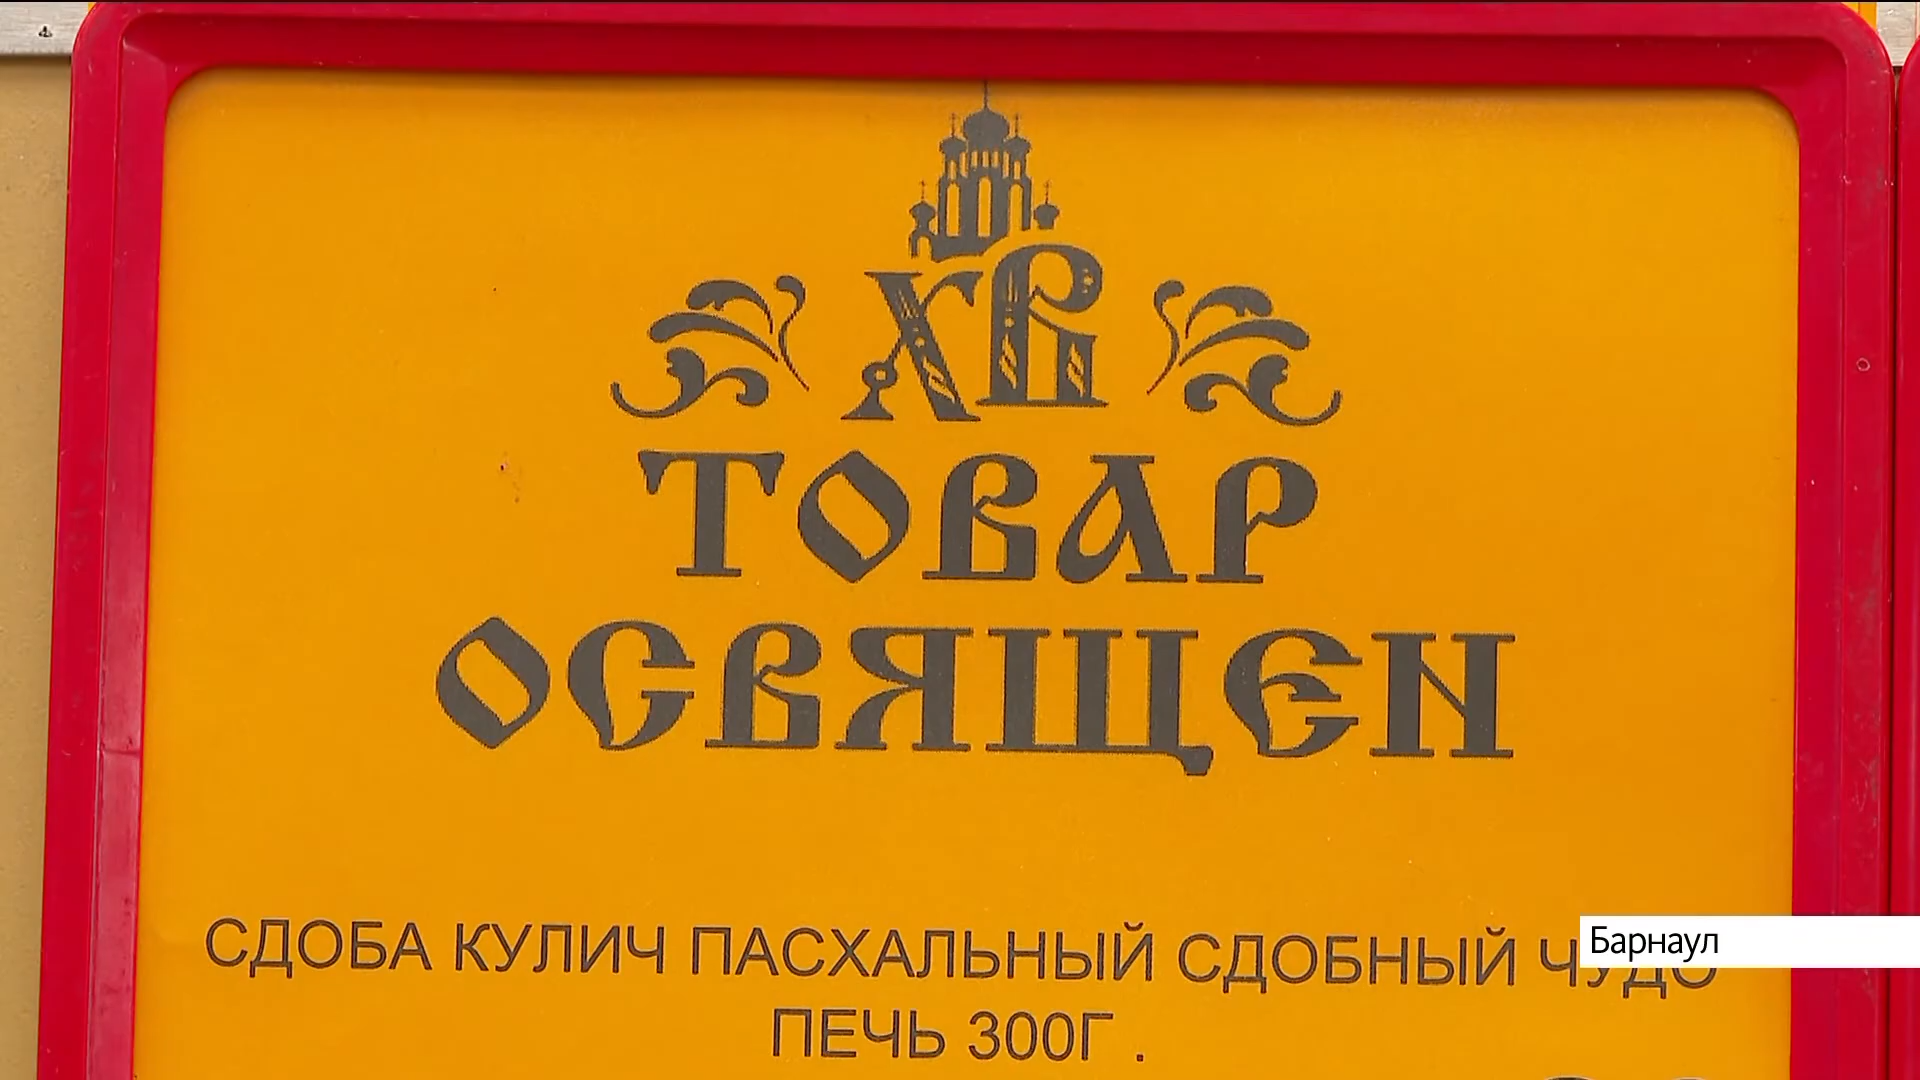 ХВ
ТОВАР
ОСВЯЩЕН
СДОБА КУЛИЧ ПАСХАЛЬНЫЙ СДОБНЫЙ ЧУДО
ПЕЧЬ 300Г .
Барнаул